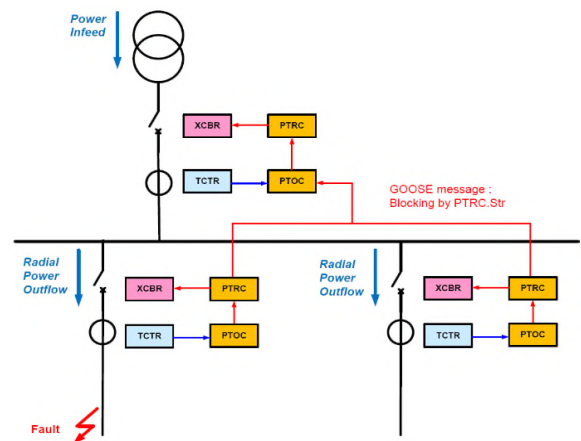 Power
Infeed
XCBR
PTRC
TCTR
PTOC
GOOSE message :
Blocking by PTRC.Str
Radial
Power
Outflow
XCBR
PTRC
TCTR
PTOC
Radial
Power
Outflow
XCBR
PTRC
TCTR
PTOC
Fault